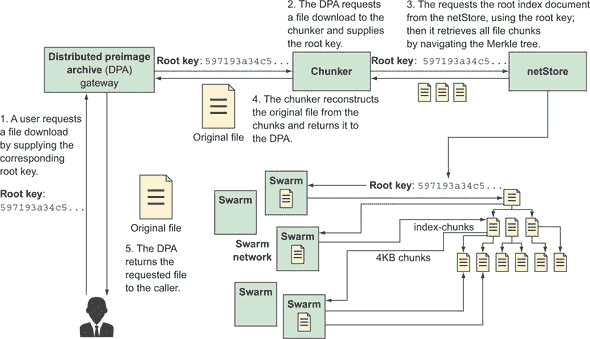 2. The DPA requests
a file download to the
chunker and supplies
the root key.
3. The requests the root index document
from the netStore, using the root key;
then it retrieves all file chunks
by navigating the Merkle tree.
Distributed preimage
archive (DPA)
gateway
Root key: 597193a34c5...
Chunker
Root key: 597193a34c5...
netStore
1. A user requests
a file download
by supplying the
corresponding
root key.
Root key:
597193a34c5...
Original file
4. The chunker reconstructs
the original file from the
chunks and returns it to
the DPA.
Original file
5. The DPA
returns the
requested file
to the caller.
Swarm
Swarm
Root key: 597193a34c5...
Swarm
network
Swarm
index-chunks
4KB chunks
Swarm
Swarm